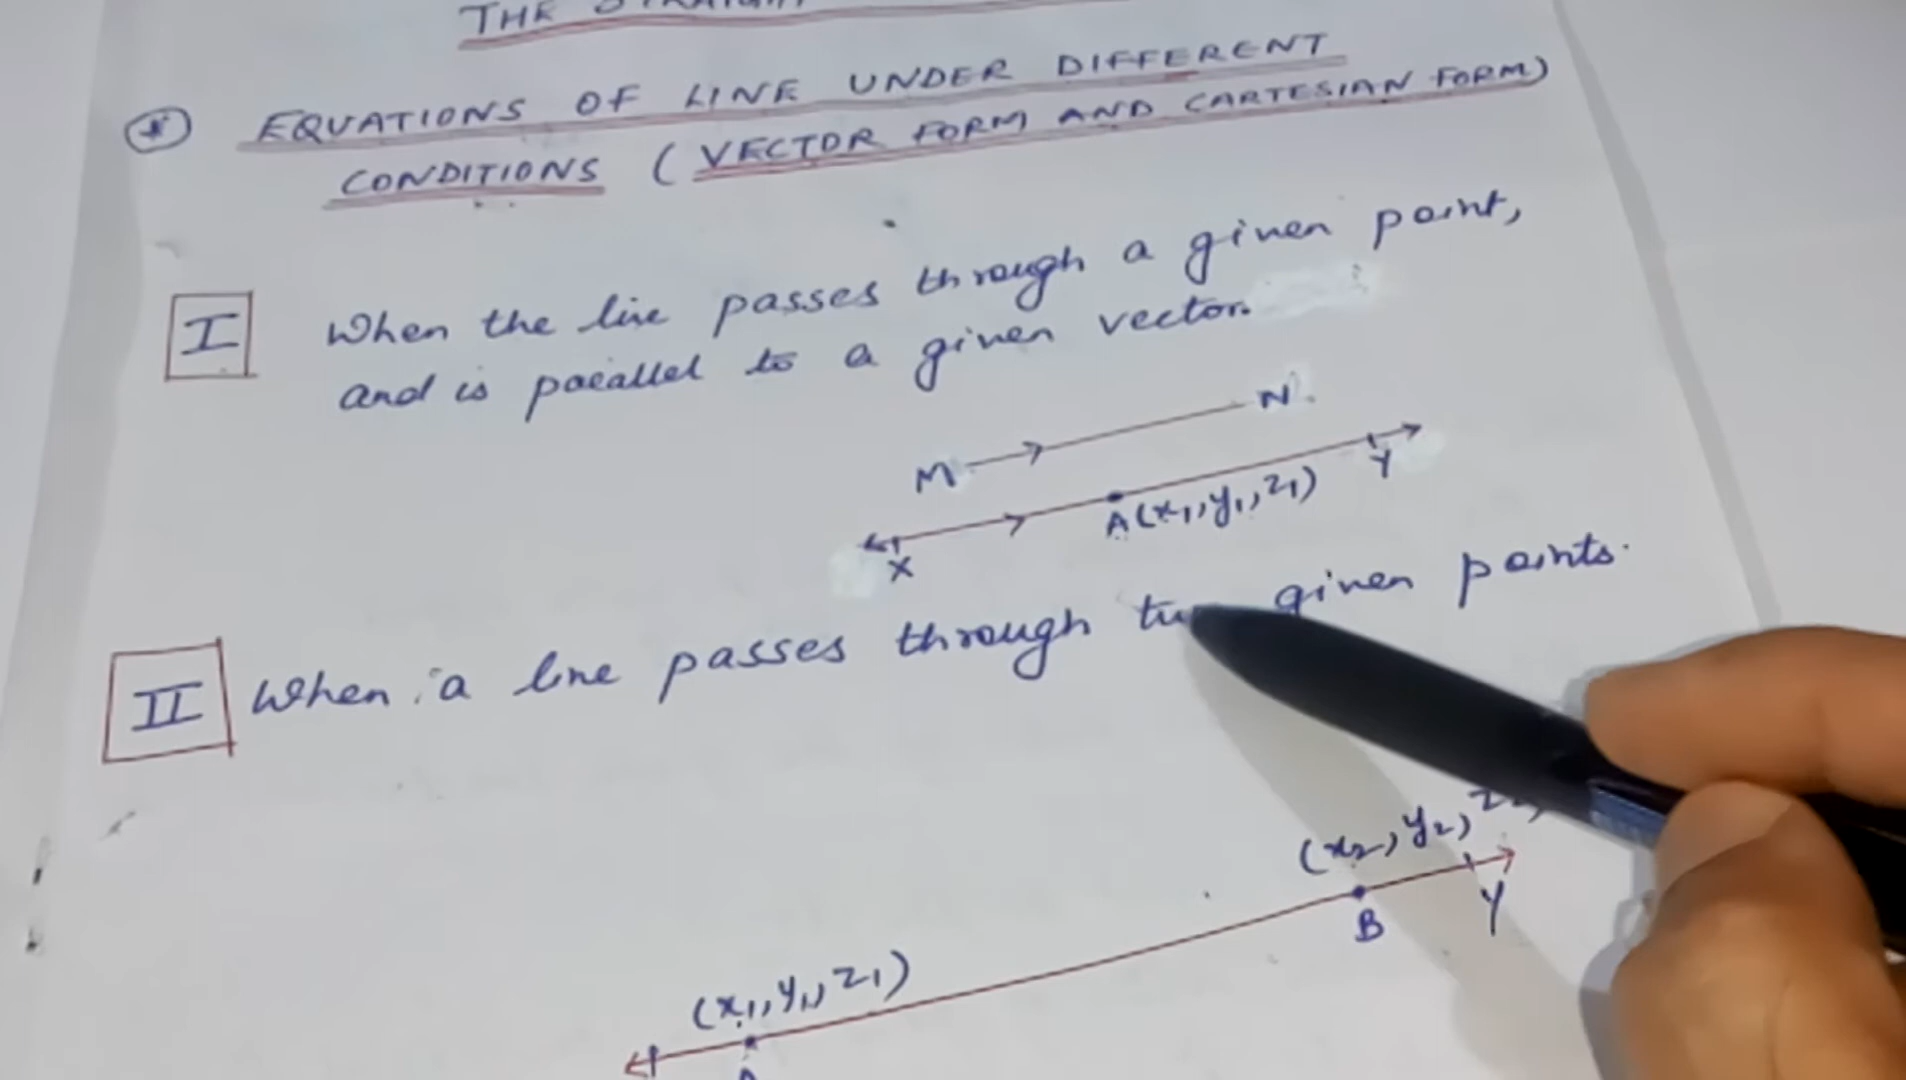 THE
EQUATIONS OF LINE UNDER DIFFERENT
CONDITIONS (VECTOR FORM AND CARTESIAN FORM)
I When the line passes through a given point,
and is parallel to a given vector.
M N
X A(x₁,y₁,z₁) Y
II When a line passes through given points.
(x₂,y₂,
B Y
(x₁,y₁,z₁)
A